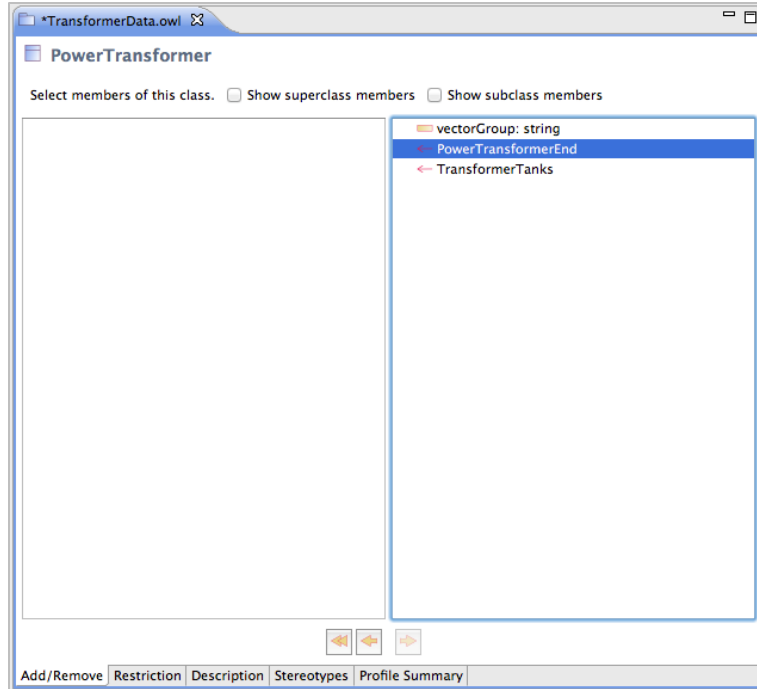 *TransformerData.owl
PowerTransformer
Select members of this class. Show superclass members Show subclass members
vectorGroup: string
PowerTransformerEnd
TransformerTanks
Add/Remove Restriction Description Stereotypes Profile Summary